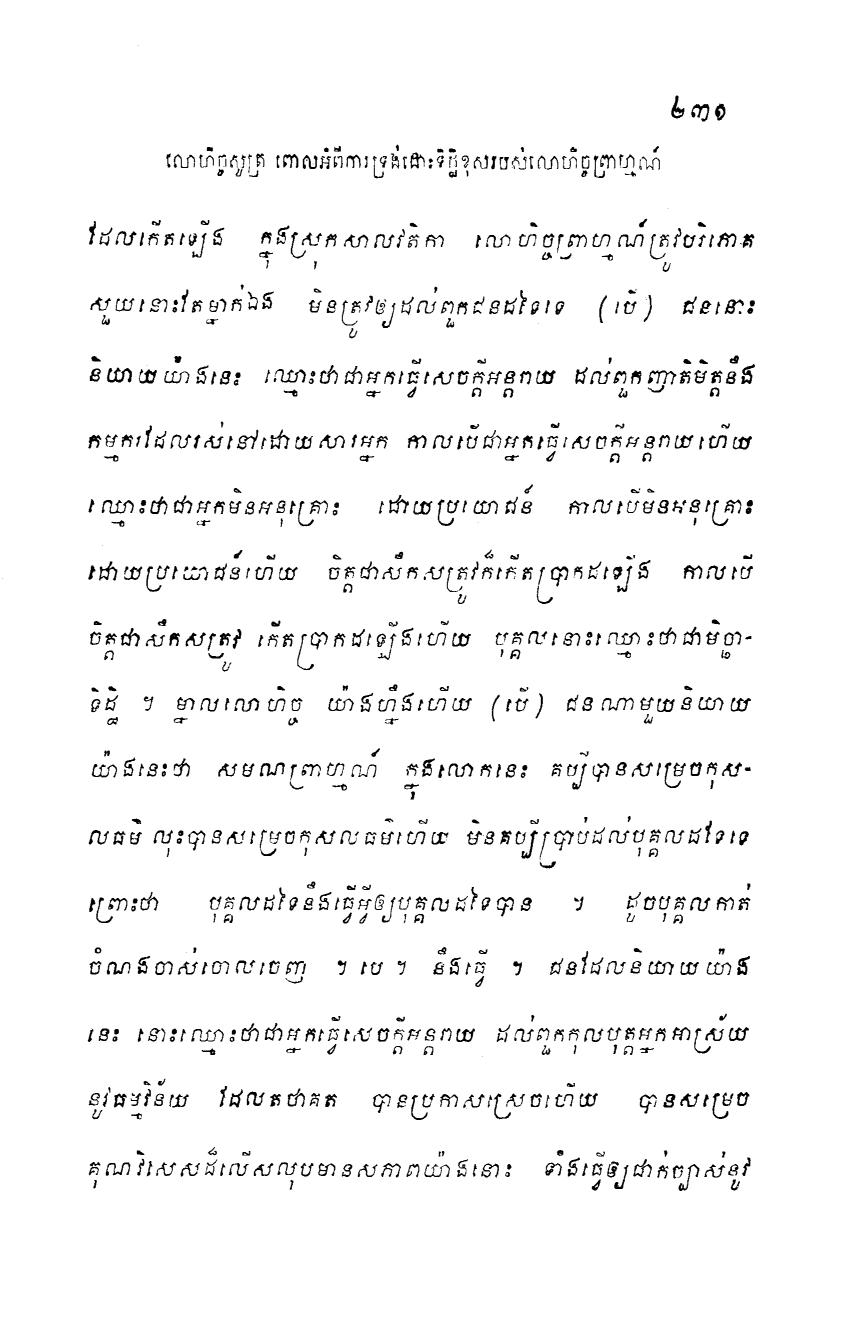 ២៣១
លោហិច្ចសូត្រ ពោលអំពីការទ្រង់ដោះទិដ្ឋិខុសរបស់លោហិច្ចព្រាហ្មណ៍
ដែលកើតឡើង ក្នុងស្រុកសាលវតិកា លោហិច្ចព្រាហ្មណ៍ត្រូវបរិភោគ
សួយនោះតែម្នាក់ឯង មិនត្រូវឲ្យដល់ពួកជនដទៃទេ (បើ) ជននោះ
និយាយយ៉ាងនេះ ឈ្មោះថាជាអ្នកធ្វើសេចក្តីអន្តរាយ ដល់ពួកញាតិមិត្តនឹង
កម្មករដែលរស់នៅដោយសារអ្នក កាលបើជាអ្នកធ្វើសេចក្តីអន្តរាយហើយ
ឈ្មោះថាជាអ្នកមិនអនុគ្រោះ ដោយប្រយោជន៍ កាលបើមិនអនុគ្រោះ
ដោយប្រយោជន៍ហើយ ចិត្តជាសឹកសត្រូវក៏កើតប្រាកដឡើង កាលបើ
ចិត្តជាសឹកសត្រូវ កើតប្រាកដឡើងហើយ បុគ្គលនោះឈ្មោះថាជាមិច្ឆា-
ទិដ្ឋិ ។ ម្នាលលោហិច្ច យ៉ាងហ្នឹងហើយ (បើ) ជនណាមួយនិយាយ
យ៉ាងនេះថា សមណព្រាហ្មណ៍ ក្នុងលោកនេះ គប្បីបានសម្រេចកុស-
លធម៌ លុះបានសម្រេចកុសលធម៌ហើយ មិនគប្បីប្រាប់ដល់បុគ្គលដទៃទេ
ព្រោះថា បុគ្គលដទៃនឹងធ្វើអ្វីឲ្យបុគ្គលដទៃបាន ។ ដូចបុគ្គលកាត់
ចំណងចាស់ចោលចេញ ។ បេ ។ នឹងធ្វើ ។ ជនដែលនិយាយយ៉ាង
នេះ នោះឈ្មោះថាជាអ្នកធ្វើសេចក្តីអន្តរាយ ដល់ពួកកុលបុត្តអ្នកអាស្រ័យ
នូវធម្មវិន័យ ដែលតថាគត បានប្រកាសស្រេចហើយ បានសម្រេច
គុណវិសេសដ៏លើសលុបមានសភាពយ៉ាងនោះ ទាំងធ្វើឲ្យជាក់ច្បាស់នូវ